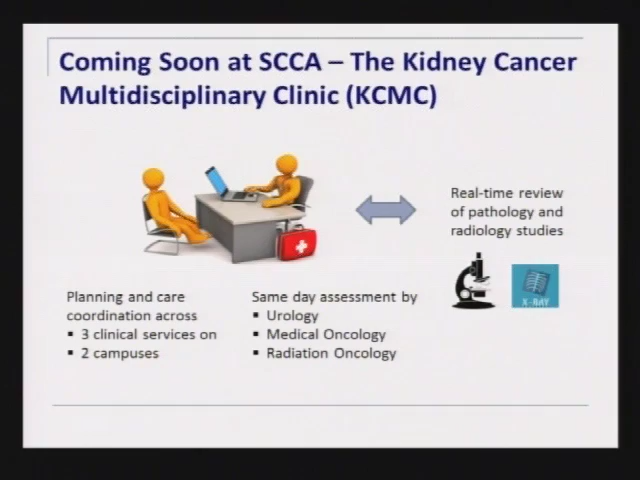 Coming Soon at SCCA – The Kidney Cancer
Multidisciplinary Clinic (KCMC)
Real-time review
of pathology and
radiology studies
X-RAY
Planning and care
coordination across
▪ 3 clinical services on
▪ 2 campuses
Same day assessment by
▪ Urology
▪ Medical Oncology
▪ Radiation Oncology